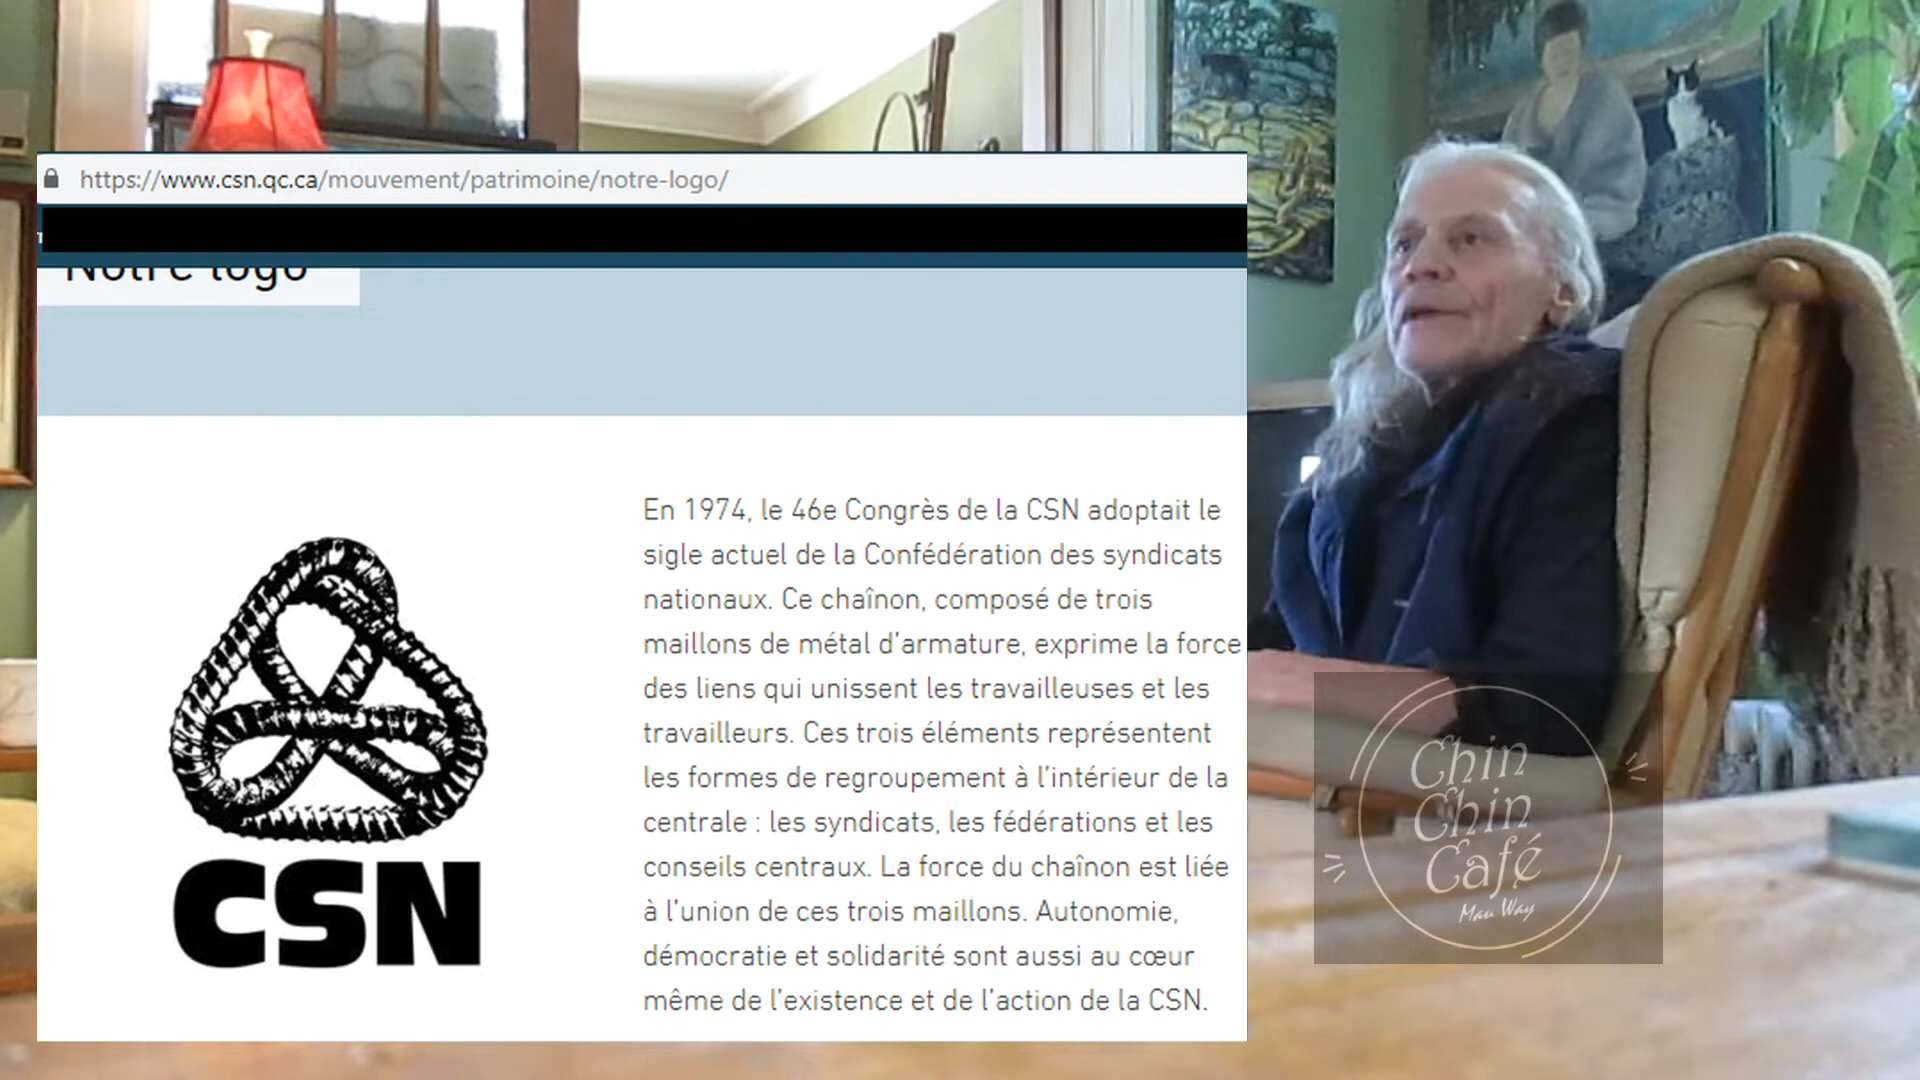 https://www.csn.qc.ca/mouvement/patrimoine/notre-logo/
Notre logo
En 1974, le 46e Congrès de la CSN adoptait le
sigle actuel de la Confédération des syndicats
nationaux. Ce chaînon, composé de trois
maillons de métal d'armature, exprime la force
des liens qui unissent les travailleuses et les
travailleurs. Ces trois éléments représentent
les formes de regroupement à l'intérieur de la
centrale : les syndicats, les fédérations et les
conseils centraux. La force du chaînon est liée
à l'union de ces trois maillons. Autonomie,
démocratie et solidarité sont aussi au cœur
même de l'existence et de l'action de la CSN.
CSN
Chin
Chin
Café
Mau Way